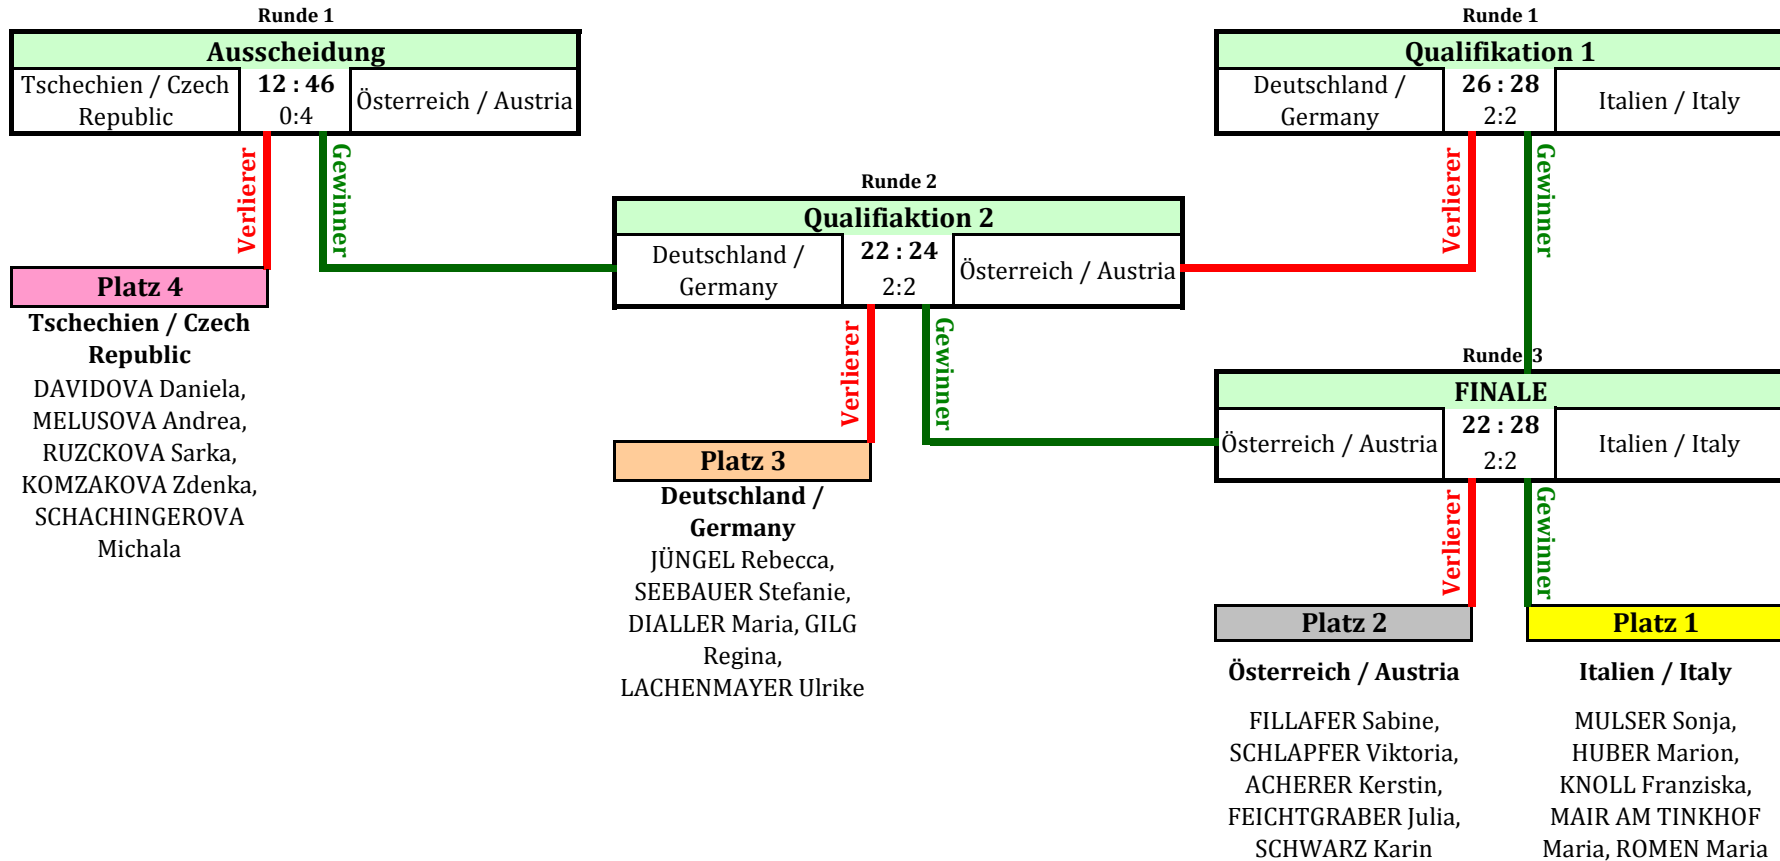 Runde 1
Ausscheidung
Tschechien / Czech
Republic
12 : 46
0:4
Österreich / Austria
Verlierer
Gewinner
Runde 1
Qualifikation 1
Deutschland /
Germany
26 : 28
2:2
Italien / Italy
Verlierer
Gewinner
Runde 2
Qualifiaktion 2
Deutschland /
Germany
22 : 24
2:2
Österreich / Austria
Verlierer
Gewinner
Platz 4
Tschechien / Czech
Republic
DAVIDOVA Daniela,
MELUSOVA Andrea,
RUZCKOVA Sarka,
KOMZAKOVA Zdenka,
SCHACHINGEROVA
Michala
Runde 3
FINALE
Österreich / Austria
22 : 28
2:2
Italien / Italy
Verlierer
Gewinner
Platz 3
Deutschland /
Germany
JÜNGEL Rebecca,
SEEBAUER Stefanie,
DIALLER Maria, GILG
Regina,
LACHENMAYER Ulrike
Platz 2
Österreich / Austria
FILLAFER Sabine,
SCHLAPFER Viktoria,
ACHERER Kerstin,
FEICHTGRABER Julia,
SCHWARZ Karin
Platz 1
Italien / Italy
MULSER Sonja,
HUBER Marion,
KNOLL Franziska,
MAIR AM TINKHOF
Maria, ROMEN Maria